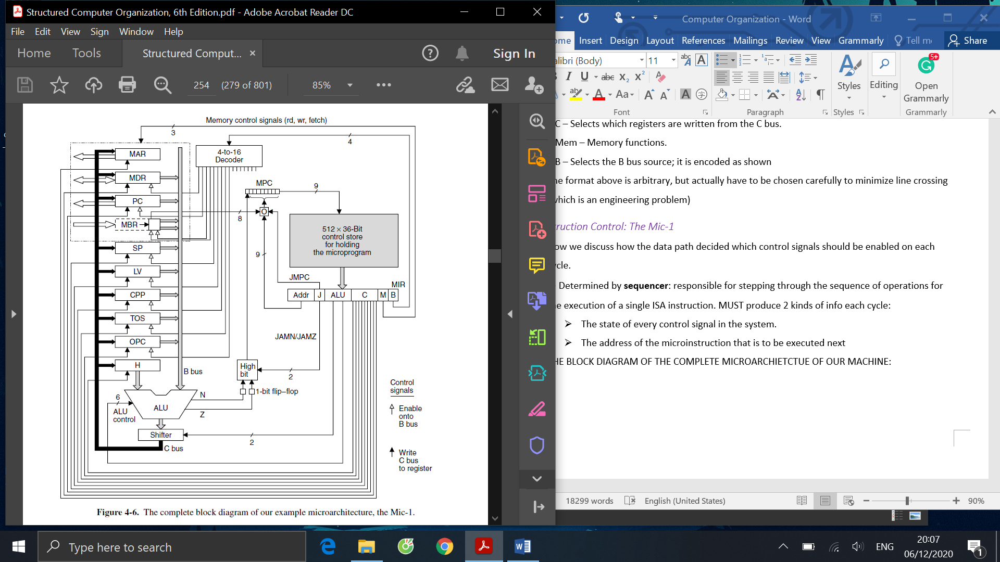 Structured Computer Organization, 6th Edition.pdf - Adobe Acrobat Reader DC
File Edit View Sign Window Help
Home Tools Structured Comput... ×
Sign In
254 (279 of 801) 85%
Memory control signals (rd, wr, fetch)
3
4
MAR
4-to-16
Decoder
MDR
MPC
9
PC
O
8
MBR
512 × 36-Bit
control store
for holding
the microprogram
SP
9
LV
JMPC
MIR
CPP
Addr J ALU C M B
TOS
JAMN/JAMZ
OPC
H
High
bit
B bus
2
1-bit flip–flop
Control
signals
N
6
ALU
ALU
control
Z
Enable
onto
B bus
Shifter
2
C bus
Write
C bus
to register
Figure 4-6. The complete block diagram of our example microarchitecture, the Mic-1.
Computer Organization - Word
ome Insert Design Layout References Mailings Review View Grammarly Tell m Share
alibri (Body) 11
abc A A
I U abc X2 X2
ab A Aa A A A
Styles
Editing
5+
Open
Grammarly
Font
Paragraph
Styles
Grammarly
C – Selects which registers are written from the C bus.
Mem – Memory functions.
B – Selects the B bus source; it is encoded as shown
ne format above is arbitrary, but actually have to be chosen carefully to minimize line crossing
which is an engineering problem)
truction Control: The Mic-1
ow we discuss how the data path decided which control signals should be enabled on each
cle.
Determined by sequencer: responsible for stepping through the sequence of operations for
e execution of a single ISA instruction. MUST produce 2 kinds of info each cycle:
➢ The state of every control signal in the system.
➢ The address of the microinstruction that is to be executed next
HE BLOCK DIAGRAM OF THE COMPLETE MICROARCHIETCTUE OF OUR MACHINE:
18299 words English (United States) 90%
Type here to search
ENG
20:07
06/12/2020
1